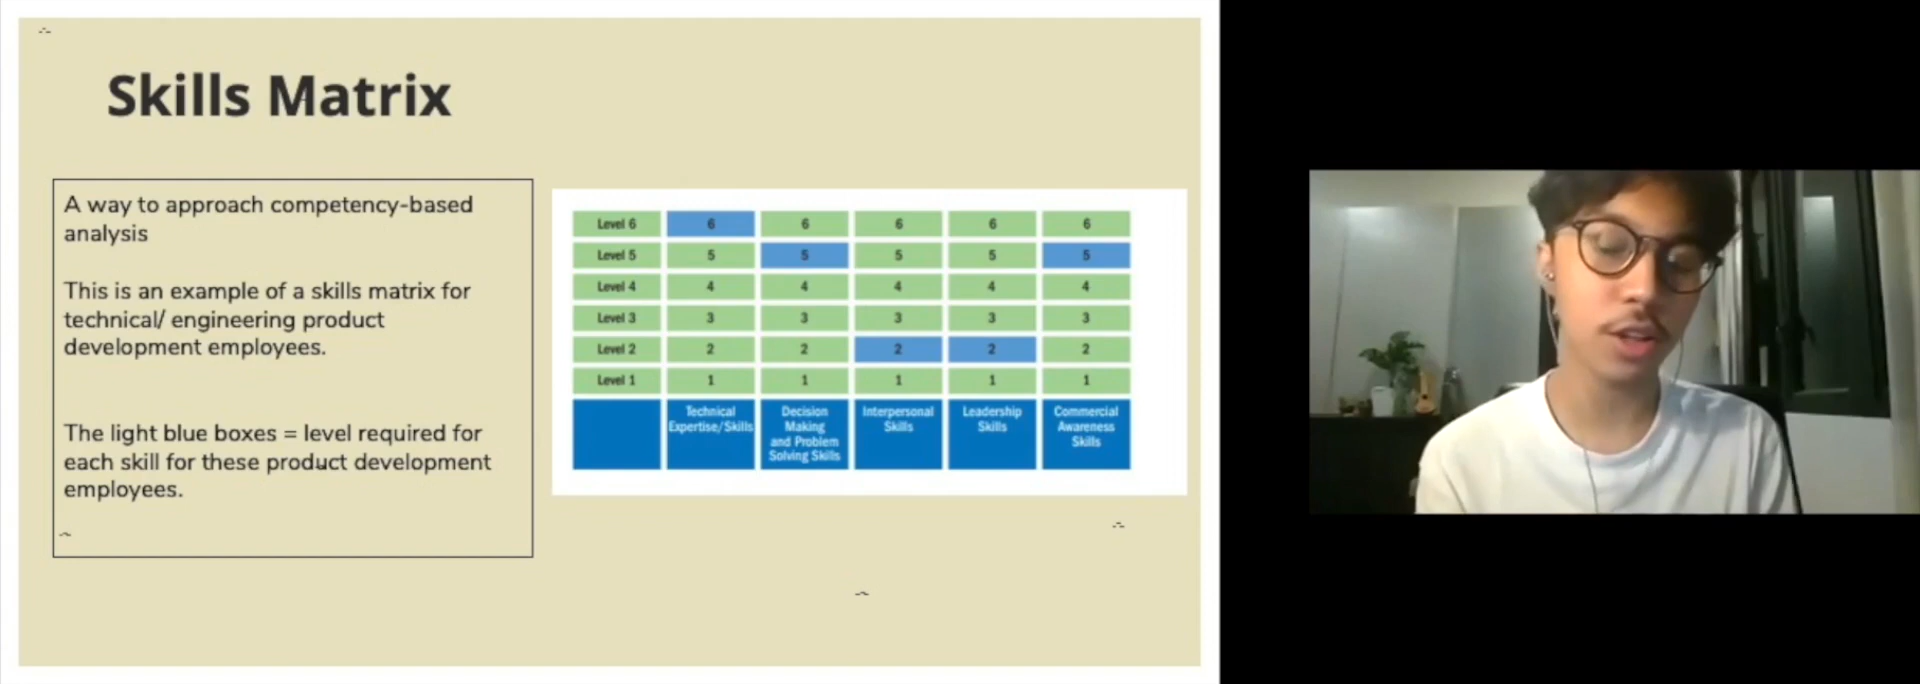 Skills Matrix
A way to approach competency-based
analysis
This is an example of a skills matrix for
technical/ engineering product
development employees.
The light blue boxes = level required for
each skill for these product development
employees.
Level 6 6 6 6 6 6
Level 5 5 5 5 5 5
Level 4 4 4 4 4 4
Level 3 3 3 3 3 3
Level 2 2 2 2 2 2
Level 1 1 1 1 1 1
Technical
Expertise/Skills
Decision
Making
and Problem
Solving Skills
Interpersonal
Skills
Leadership
Skills
Commercial
Awareness
Skills